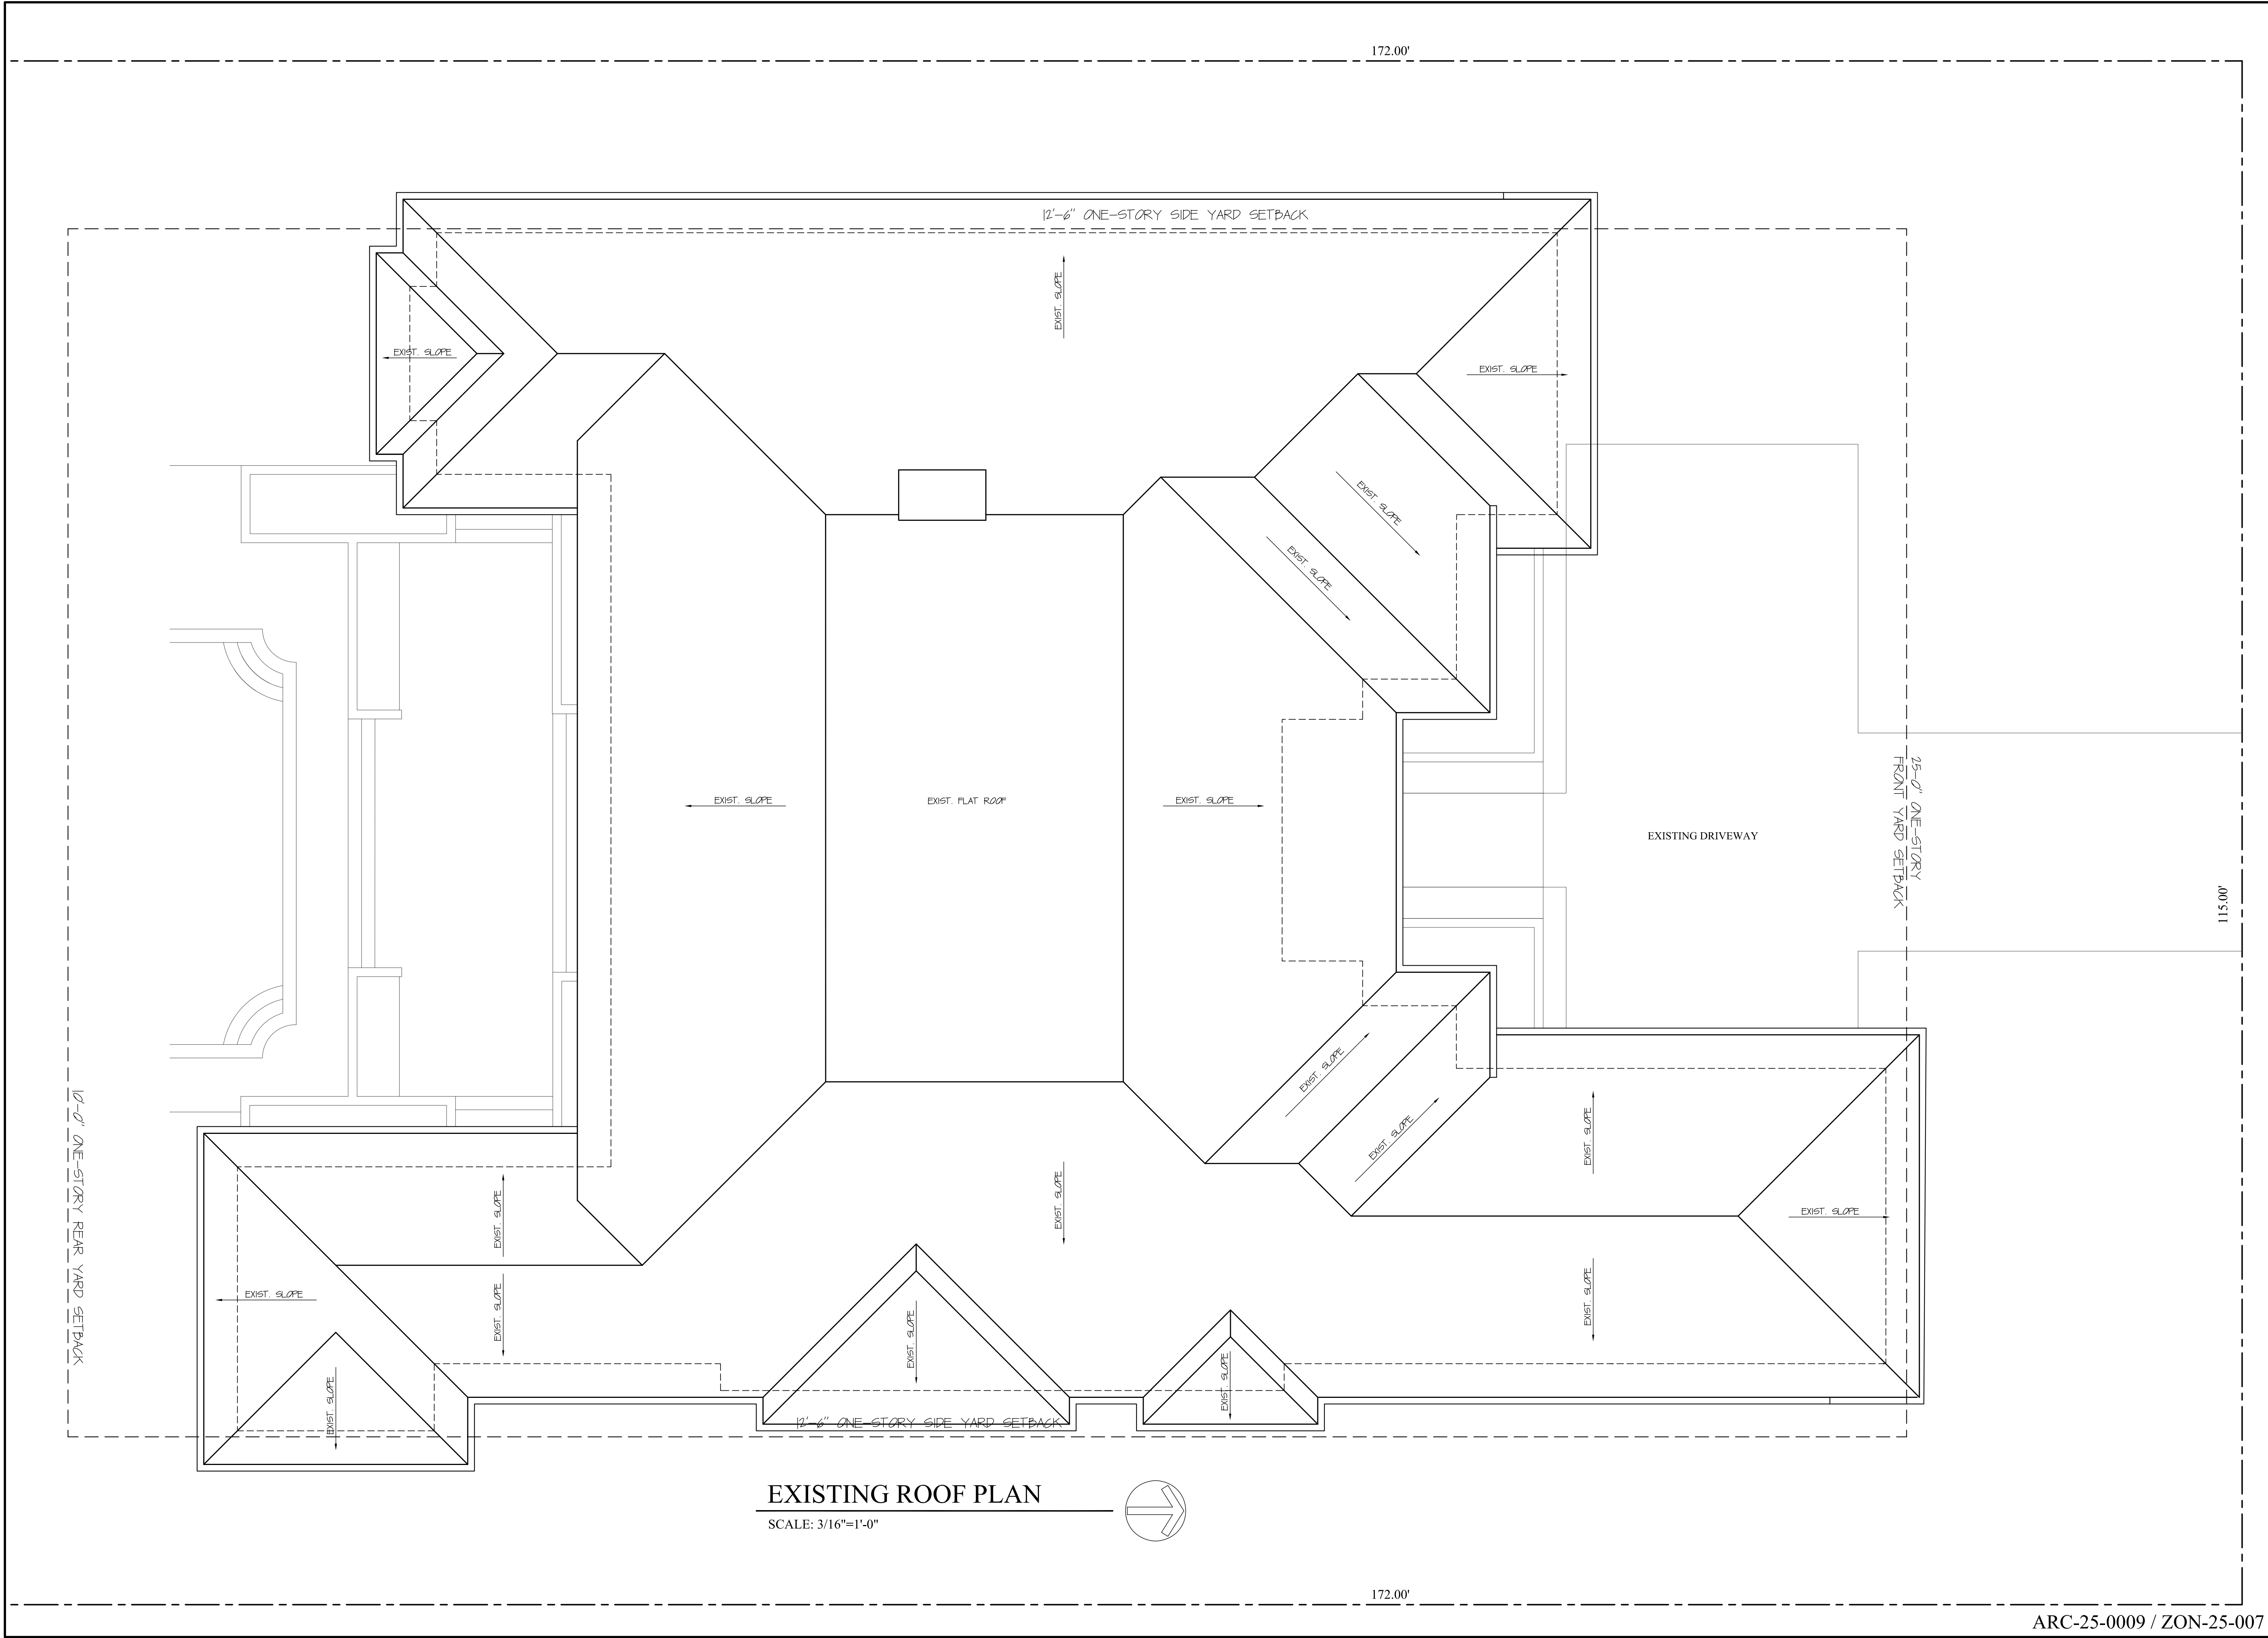 172.00'
12'-6" ONE-STORY SIDE YARD SETBACK
EXIST. SLOPE
EXIST. SLOPE
EXIST. SLOPE
EXIST. SLOPE
EXIST. SLOPE
EXIST. SLOPE
EXIST. FLAT ROOF
EXIST. SLOPE
EXISTING DRIVEWAY
25'-0" ONE-STORY
FRONT YARD SETBACK
115.00'
10'-0" ONE-STORY REAR YARD SETBACK
EXIST. SLOPE
EXIST. SLOPE
EXIST. SLOPE
EXIST. SLOPE
EXIST. SLOPE
EXIST. SLOPE
EXIST. SLOPE
EXIST. SLOPE
EXIST. SLOPE
EXIST. SLOPE
EXIST. SLOPE
EXIST. SLOPE
12'-6" ONE-STORY SIDE YARD SETBACK
EXISTING ROOF PLAN
SCALE: 3/16"=1'-0"
172.00'
ARC-25-0009 / ZON-25-007